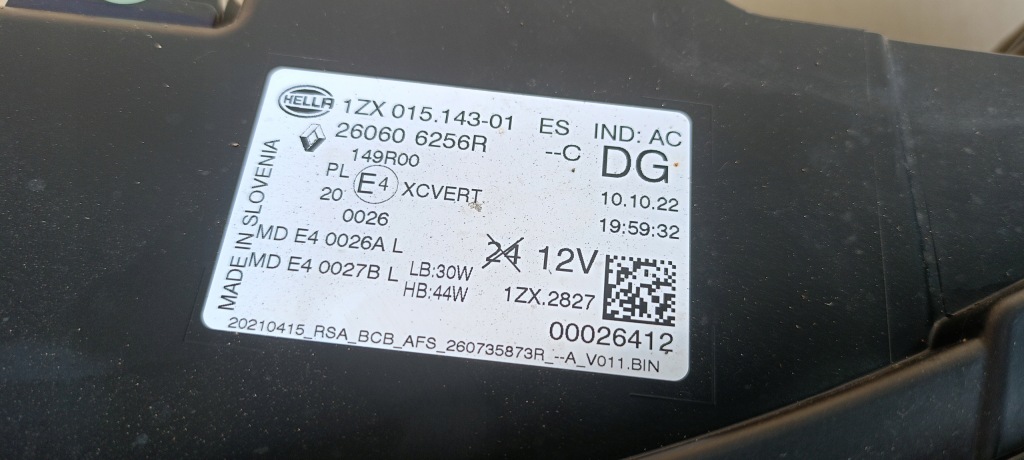 HELLA 1ZX 015.143-01 ES IND: AC
26060 6256R --C DG
149R00
PL E4 XCVERT 10.10.22
20
0026 19:59:32
MADE IN SLOVENIA
MD E4 0026A L 24 12V
MD E4 0027B L LB:30W
HB:44W 1ZX.2827
00026412
20210415_RSA_BCB_AFS_260735873R_--A_V011.BIN